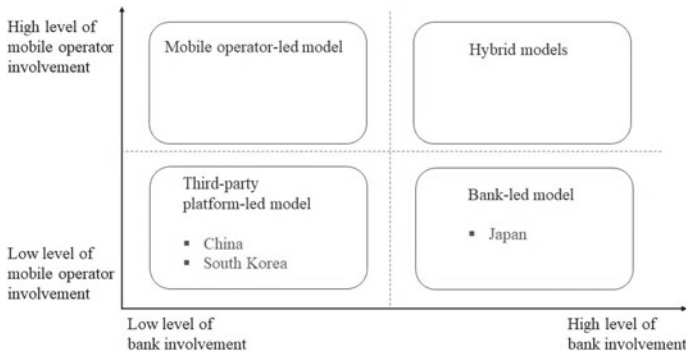 High level of
mobile operator
involvement
Mobile operator-led model
Hybrid models
Third-party
platform-led model
▪ China
▪ South Korea
Bank-led model
▪ Japan
Low level of
mobile operator
involvement
Low level of
bank involvement
High level of
bank involvement